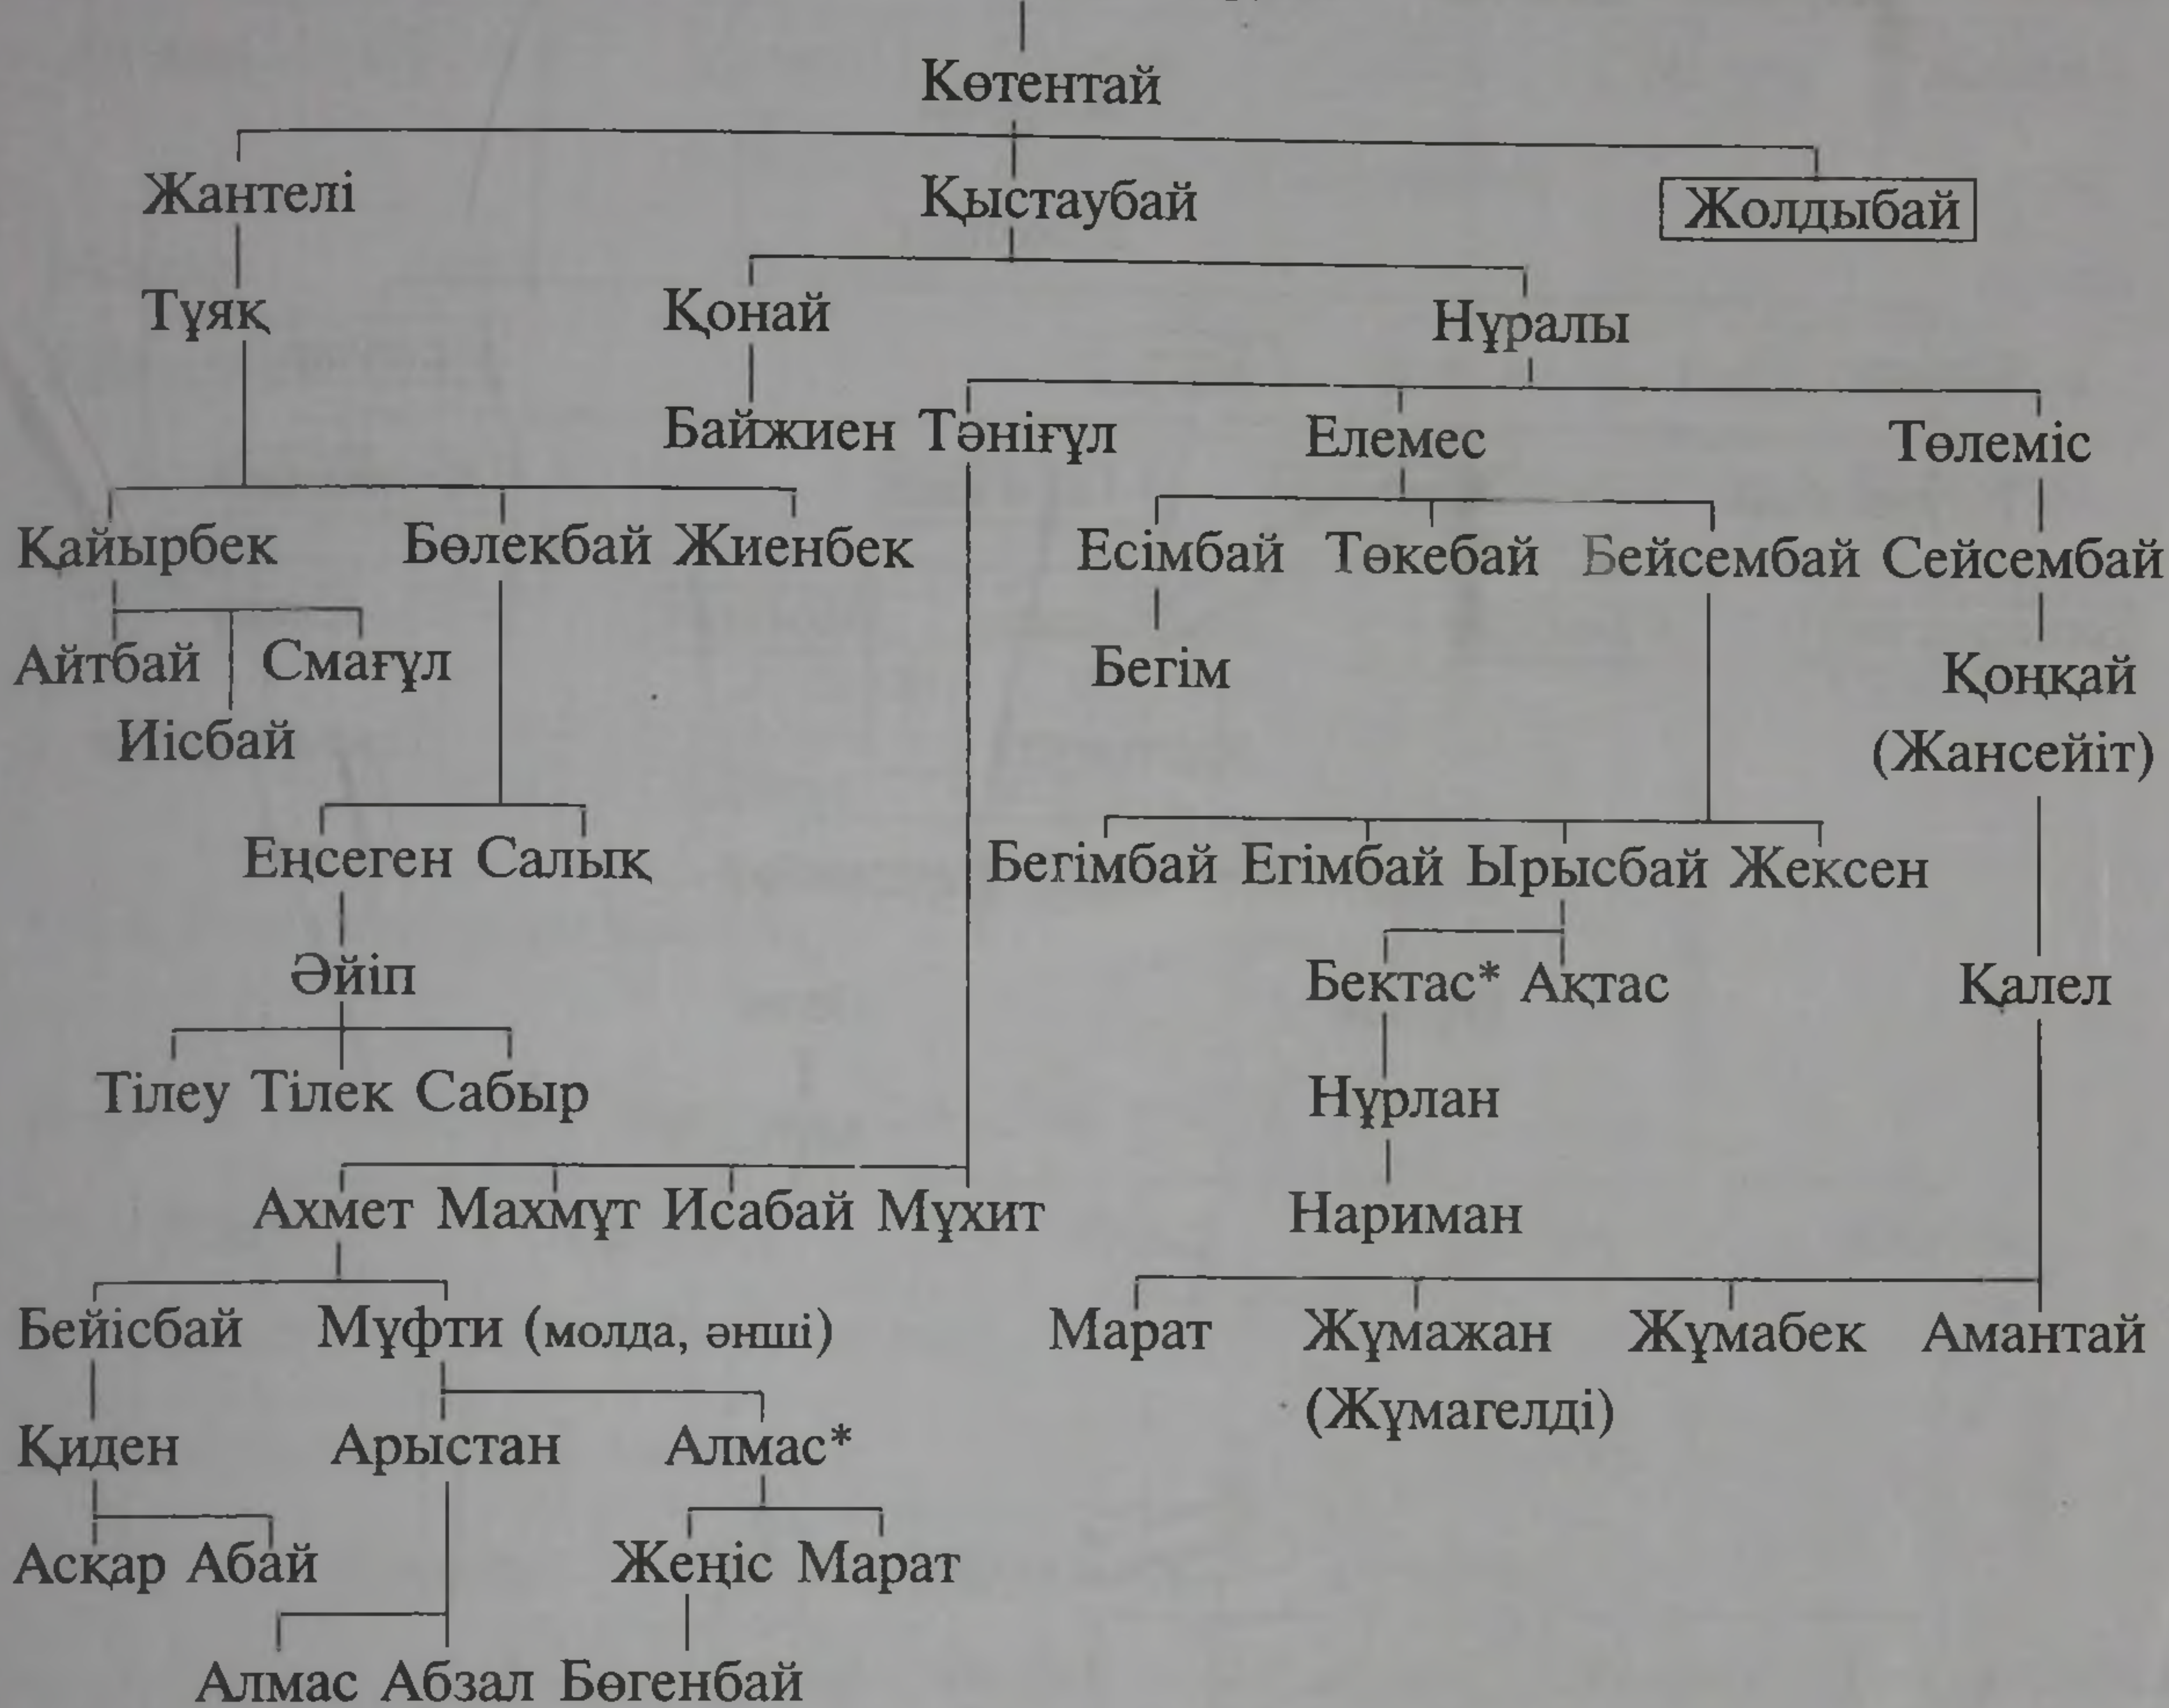 Көтентай
Жантелі Қыстаубай Жолдыбай
Тұяқ Қонай Нұралы
Байжиен Тәніғұл Елемес Төлеміс
Қайырбек Бөлекбай Жиенбек Есімбай Төкебай Бейсембай Сейсембай
Айтбай Смағұл Бегім Қоңқай
Иісбай (Жансейіт)
Еңсеген Салық Бегімбай Егімбай Ырысбай Жексен
Әйіп Бектас* Ақтас Қалел
Тілеу Тілек Сабыр Нұрлан
Ахмет Махмұт Исабай Мұхит Нариман
Бейісбай Мұфти (молда, әнші) Марат Жұмажан Жұмабек Амантай
(Жұмагелді)
Қиден Арыстан Алмас*
Асқар Абай Жеңіс Марат
Алмас Абзал Бөгенбай